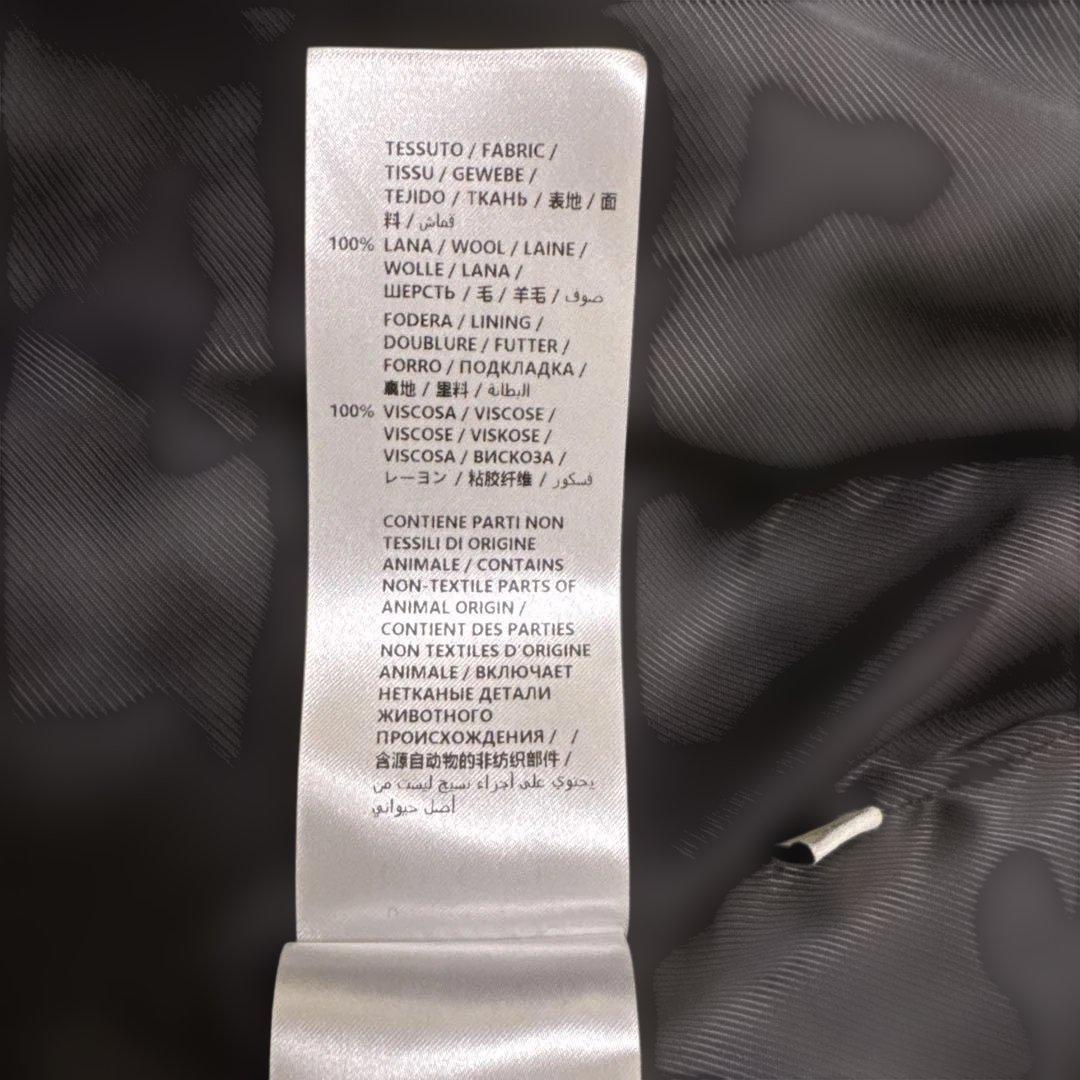 TESSUTO / FABRIC /
TISSU / GEWEBE /
TEJIDO / ТКАНЬ / 表地 / 面
料 / قماش
100% LANA / WOOL / LAINE /
WOLLE / LANA /
ШЕРСТЬ / 毛 / 羊毛 / صوف
FODERA / LINING /
DOUBLURE / FUTTER /
FORRO / ПОДКЛАДКА /
裏地 / 里料 / البطانة
100% VISCOSA / VISCOSE /
VISCOSE / VISKOSE /
VISCOSA / ВИСКОЗА /
レーヨン / 粘胶纤维 / فسكور
CONTIENE PARTI NON
TESSILI DI ORIGINE
ANIMALE / CONTAINS
NON-TEXTILE PARTS OF
ANIMAL ORIGIN /
CONTIENT DES PARTIES
NON TEXTILES D'ORIGINE
ANIMALE / ВКЛЮЧАЕТ
НЕТКАНЫЕ ДЕТАЛИ
ЖИВОТНОГО
ПРОИСХОЖДЕНИЯ / /
含源自动物的非纺织部件 /
يحتوي على أجزاء نسيج ليست من
أصل حيواني